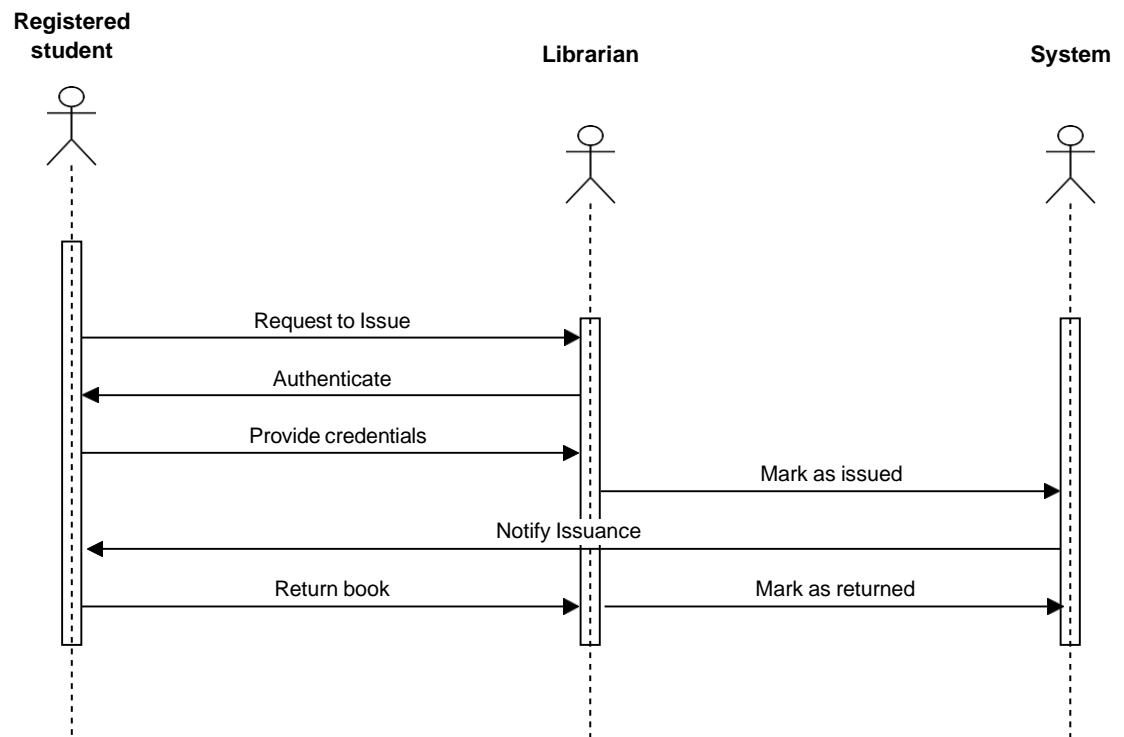 Registered
student
Librarian
System
Request to Issue
Authenticate
Provide credentials
Mark as issued
Notify Issuance
Return book
Mark as returned